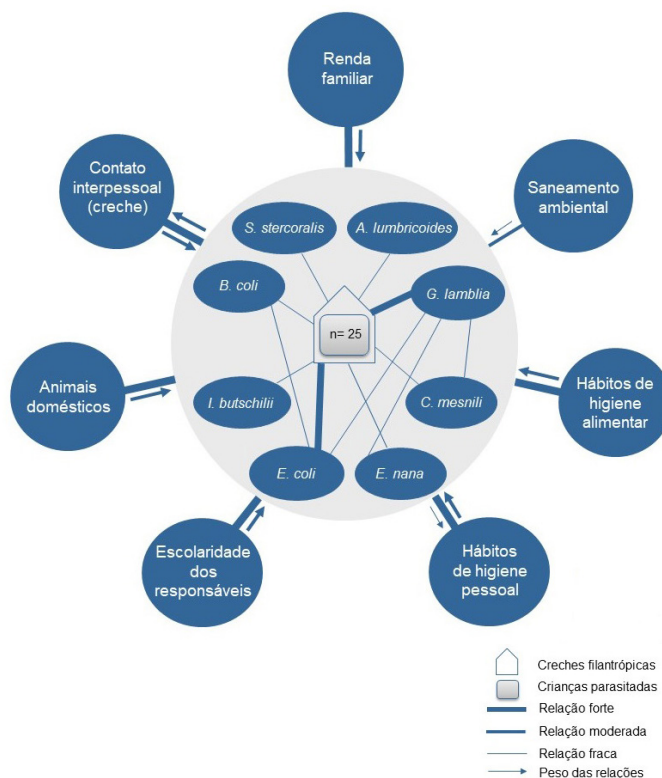 Renda
familiar
Contato
interpessoal
(creche)
Saneamento
ambiental
S. stercoralis
A. lumbricoides
B. coli
G. lamblia
n= 25
Animais
domésticos
I. butschilii
C. mesnili
Hábitos de
higiene
alimentar
E. coli
E. nana
Escolaridade
dos
responsáveis
Hábitos
de higiene
pessoal
Creches filantrópicas
Crianças parasitadas
Relação forte
Relação moderada
Relação fraca
Peso das relações